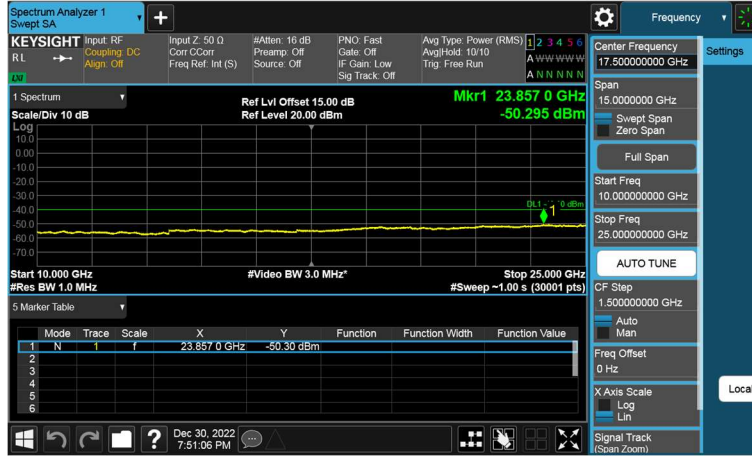 Spectrum Analyzer 1
Swept SA
+
Frequency
KEYSIGHT
R L
LXI
Input: RF
Coupling: DC
Align: Off
Input Z: 50 Ω
Corr CCorr
Freq Ref: Int (S)
#Atten: 16 dB
Preamp: Off
Source: Off
PNO: Fast
Gate: Off
IF Gain: Low
Sig Track: Off
Avg Type: Power (RMS)
Avg|Hold: 10/10
Trig: Free Run
1 2 3 4 5 6
A W W W W W
A N N N N N
1 Spectrum
Scale/Div 10 dB
Ref Lvl Offset 15.00 dB
Ref Level 20.00 dBm
Mkr1 23.857 0 GHz
-50.295 dBm
Log
10.0
0.00
-10.0
-20.0
-30.0
-40.0
-50.0
-60.0
-70.0
1
Start 10.000 GHz
#Res BW 1.0 MHz
#Video BW 3.0 MHz*
Stop 25.000 GHz
#Sweep ~1.00 s (30001 pts)
5 Marker Table
Mode Trace Scale X Y Function Function Width Function Value
1 N 1 f 23.857 0 GHz -50.30 dBm
2
3
4
5
6
Dec 30, 2022
7:51:06 PM
Center Frequency
17.500000000 GHz
Span
15.0000000 GHz
Swept Span
Zero Span
Full Span
Start Freq
10.000000000 GHz
Stop Freq
25.000000000 GHz
AUTO TUNE
CF Step
1.500000000 GHz
Auto
Man
Freq Offset
0 Hz
X Axis Scale
Log
Lin
Signal Track
(Span Zoom)
Settings
Local